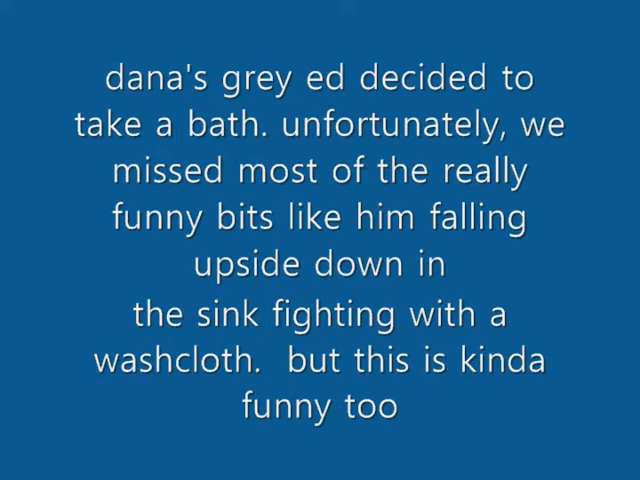 dana's grey ed decided to
take a bath. unfortunately, we
missed most of the really
funny bits like him falling
upside down in
the sink fighting with a
washcloth.  but this is kinda
funny too